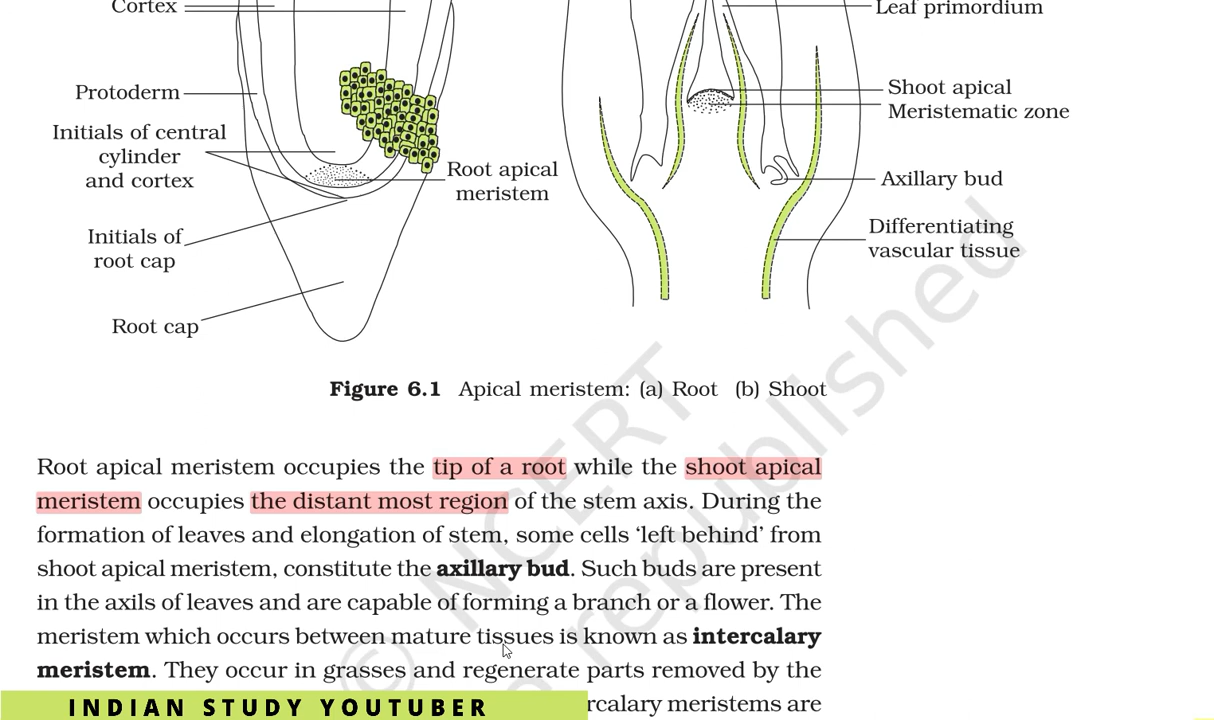 Cortex
Protoderm
Initials of central
cylinder
and cortex
Initials of
root cap
Root cap
Root apical
meristem
Leaf primordium
Shoot apical
Meristematic zone
Axillary bud
Differentiating
vascular tissue
Figure 6.1 Apical meristem: (a) Root (b) Shoot
Root apical meristem occupies the tip of a root while the shoot apical
meristem occupies the distant most region of the stem axis. During the
formation of leaves and elongation of stem, some cells ‘left behind’ from
shoot apical meristem, constitute the axillary bud. Such buds are present
in the axils of leaves and are capable of forming a branch or a flower. The
meristem which occurs between mature tissues is known as intercalary
meristem. They occur in grasses and regenerate parts removed by the
rcalary meristems are
INDIAN STUDY YOUTUBER
© NCERT
republished